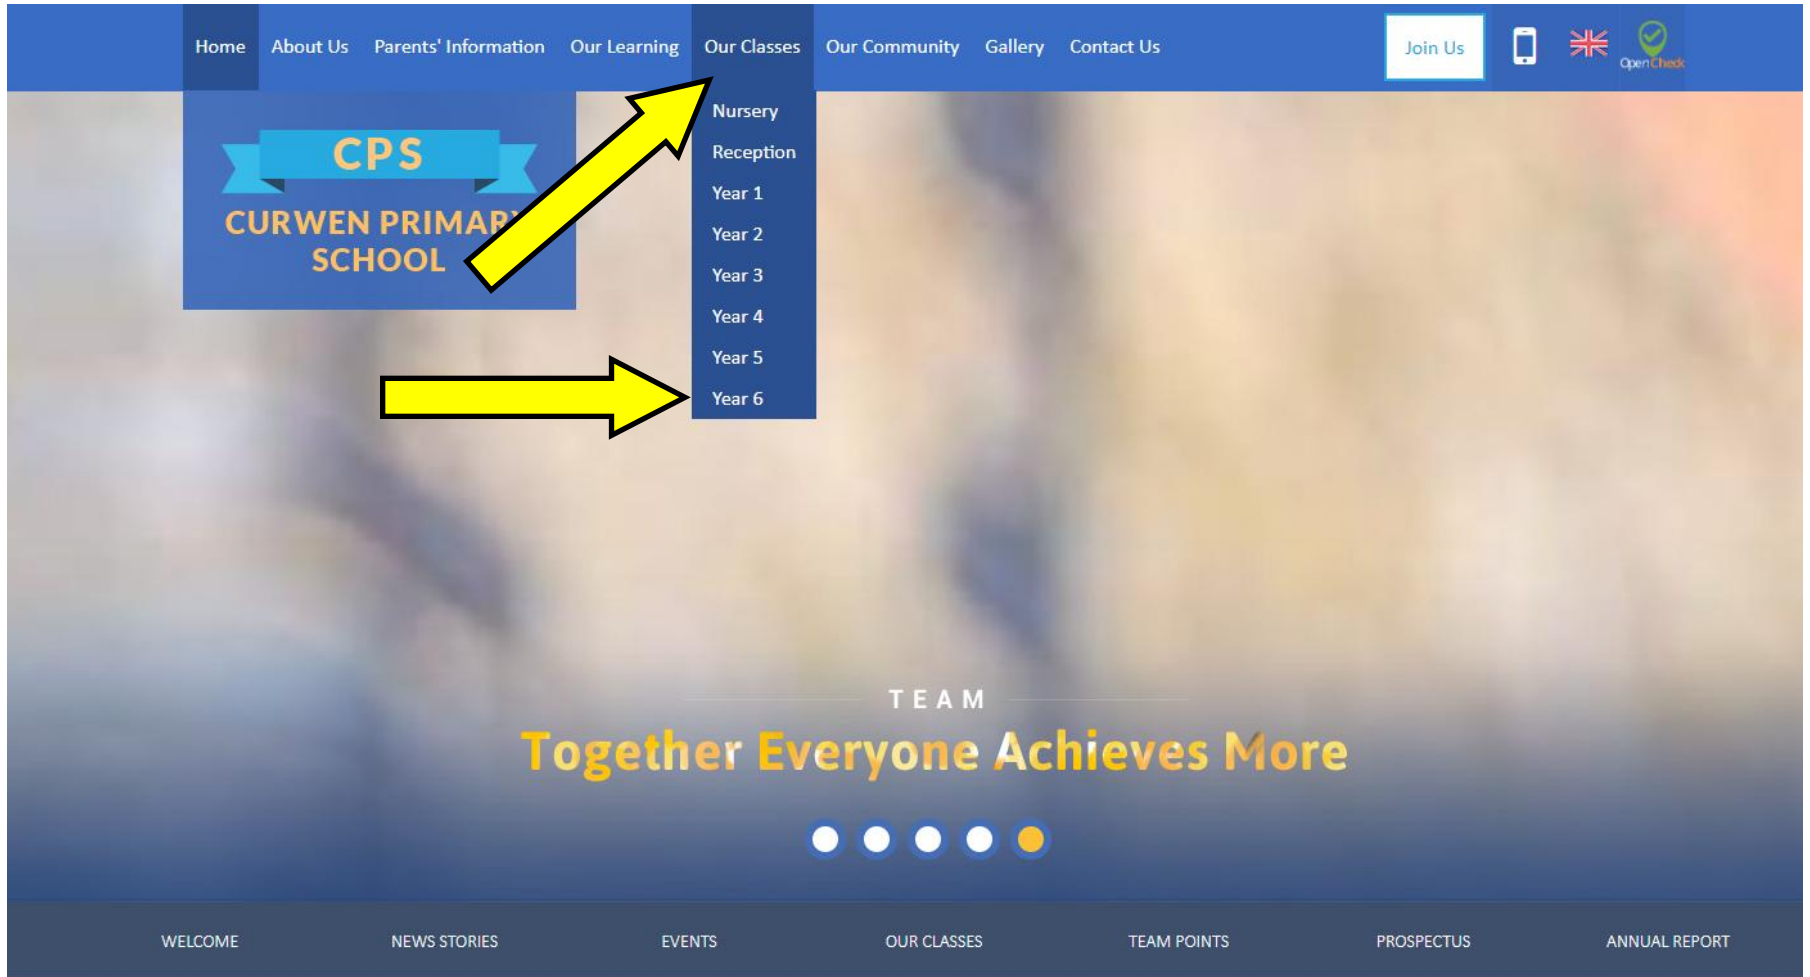 Home About Us Parents' Information Our Learning Our Classes Our Community Gallery Contact Us Join Us OpenCheck
CPS
CURWEN PRIMARY
SCHOOL
Nursery
Reception
Year 1
Year 2
Year 3
Year 4
Year 5
Year 6
TEAM
Together Everyone Achieves More
WELCOME NEWS STORIES EVENTS OUR CLASSES TEAM POINTS PROSPECTUS ANNUAL REPORT